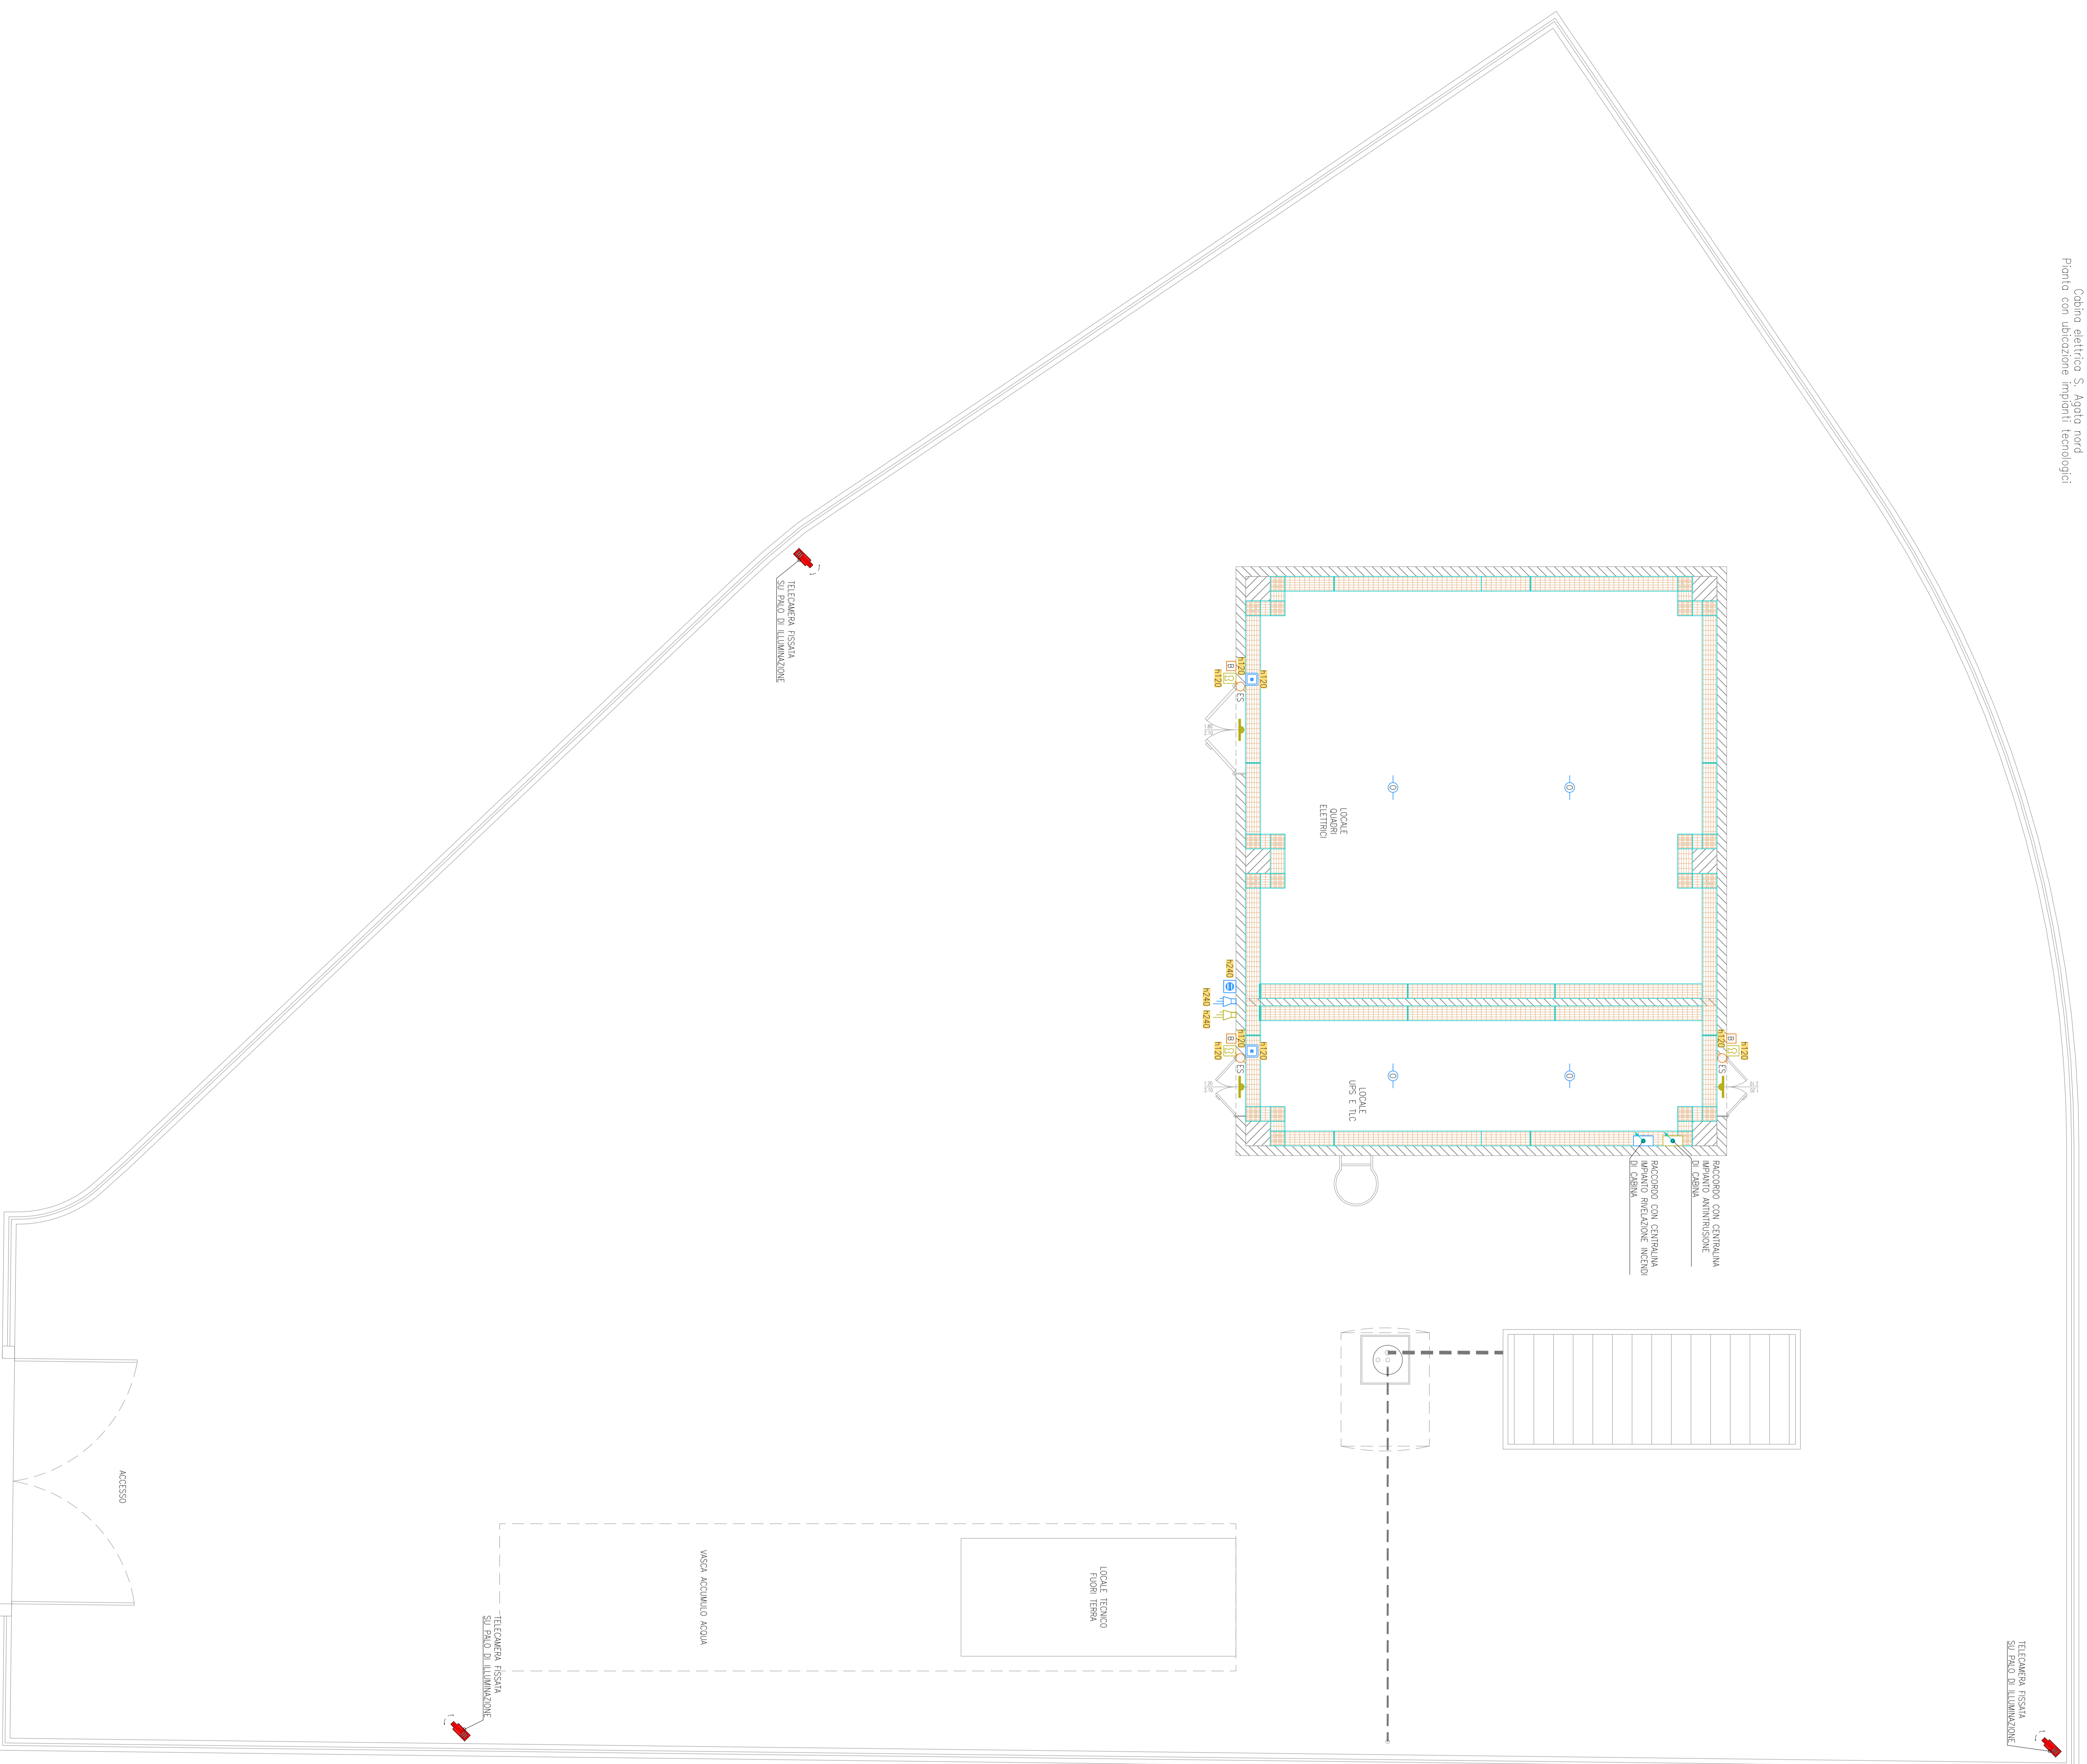 Cabina elettrica S. Agata nord
Pianta con ubicazione impianti tecnologici
TELECAMERA FISSATA
SU PALO DI ILLUMINAZIONE
h120
h120
h120
B
ES
LOCALE
QUADRI
ELETTRICI
h240
h240
h240
h120
h120
h120
B
ES
h120
h120
B
ES
LOCALE
UPS E TLC
RACCORDO CON CENTRALINA
IMPIANTO ANTINTRUSIONE
DI CABINA
RACCORDO CON CENTRALINA
IMPIANTO RIVELAZIONE INCENDI
DI CABINA
ACCESSO
VASCA ACCUMULO ACQUA
LOCALE TECNICO
FUORI TERRA
TELECAMERA FISSATA
SU PALO DI ILLUMINAZIONE
TELECAMERA FISSATA
SU PALO DI ILLUMINAZIONE